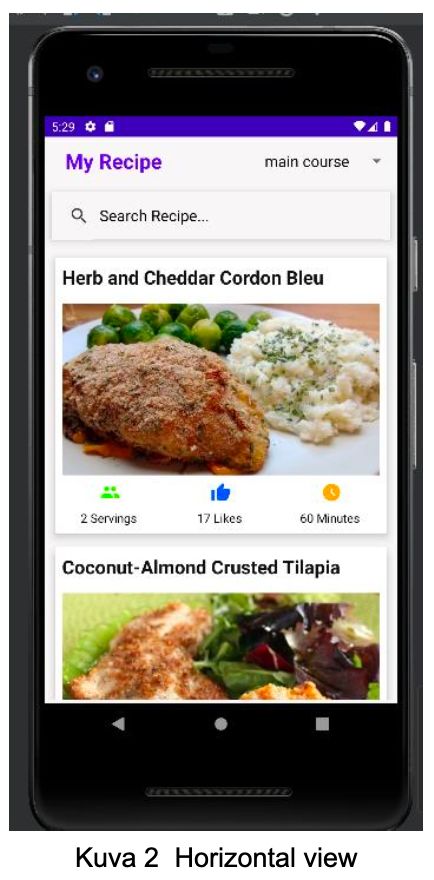 5:29
My Recipe main course
Search Recipe...
Herb and Cheddar Cordon Bleu
2 Servings 17 Likes 60 Minutes
Coconut-Almond Crusted Tilapia
Kuva 2 Horizontal view